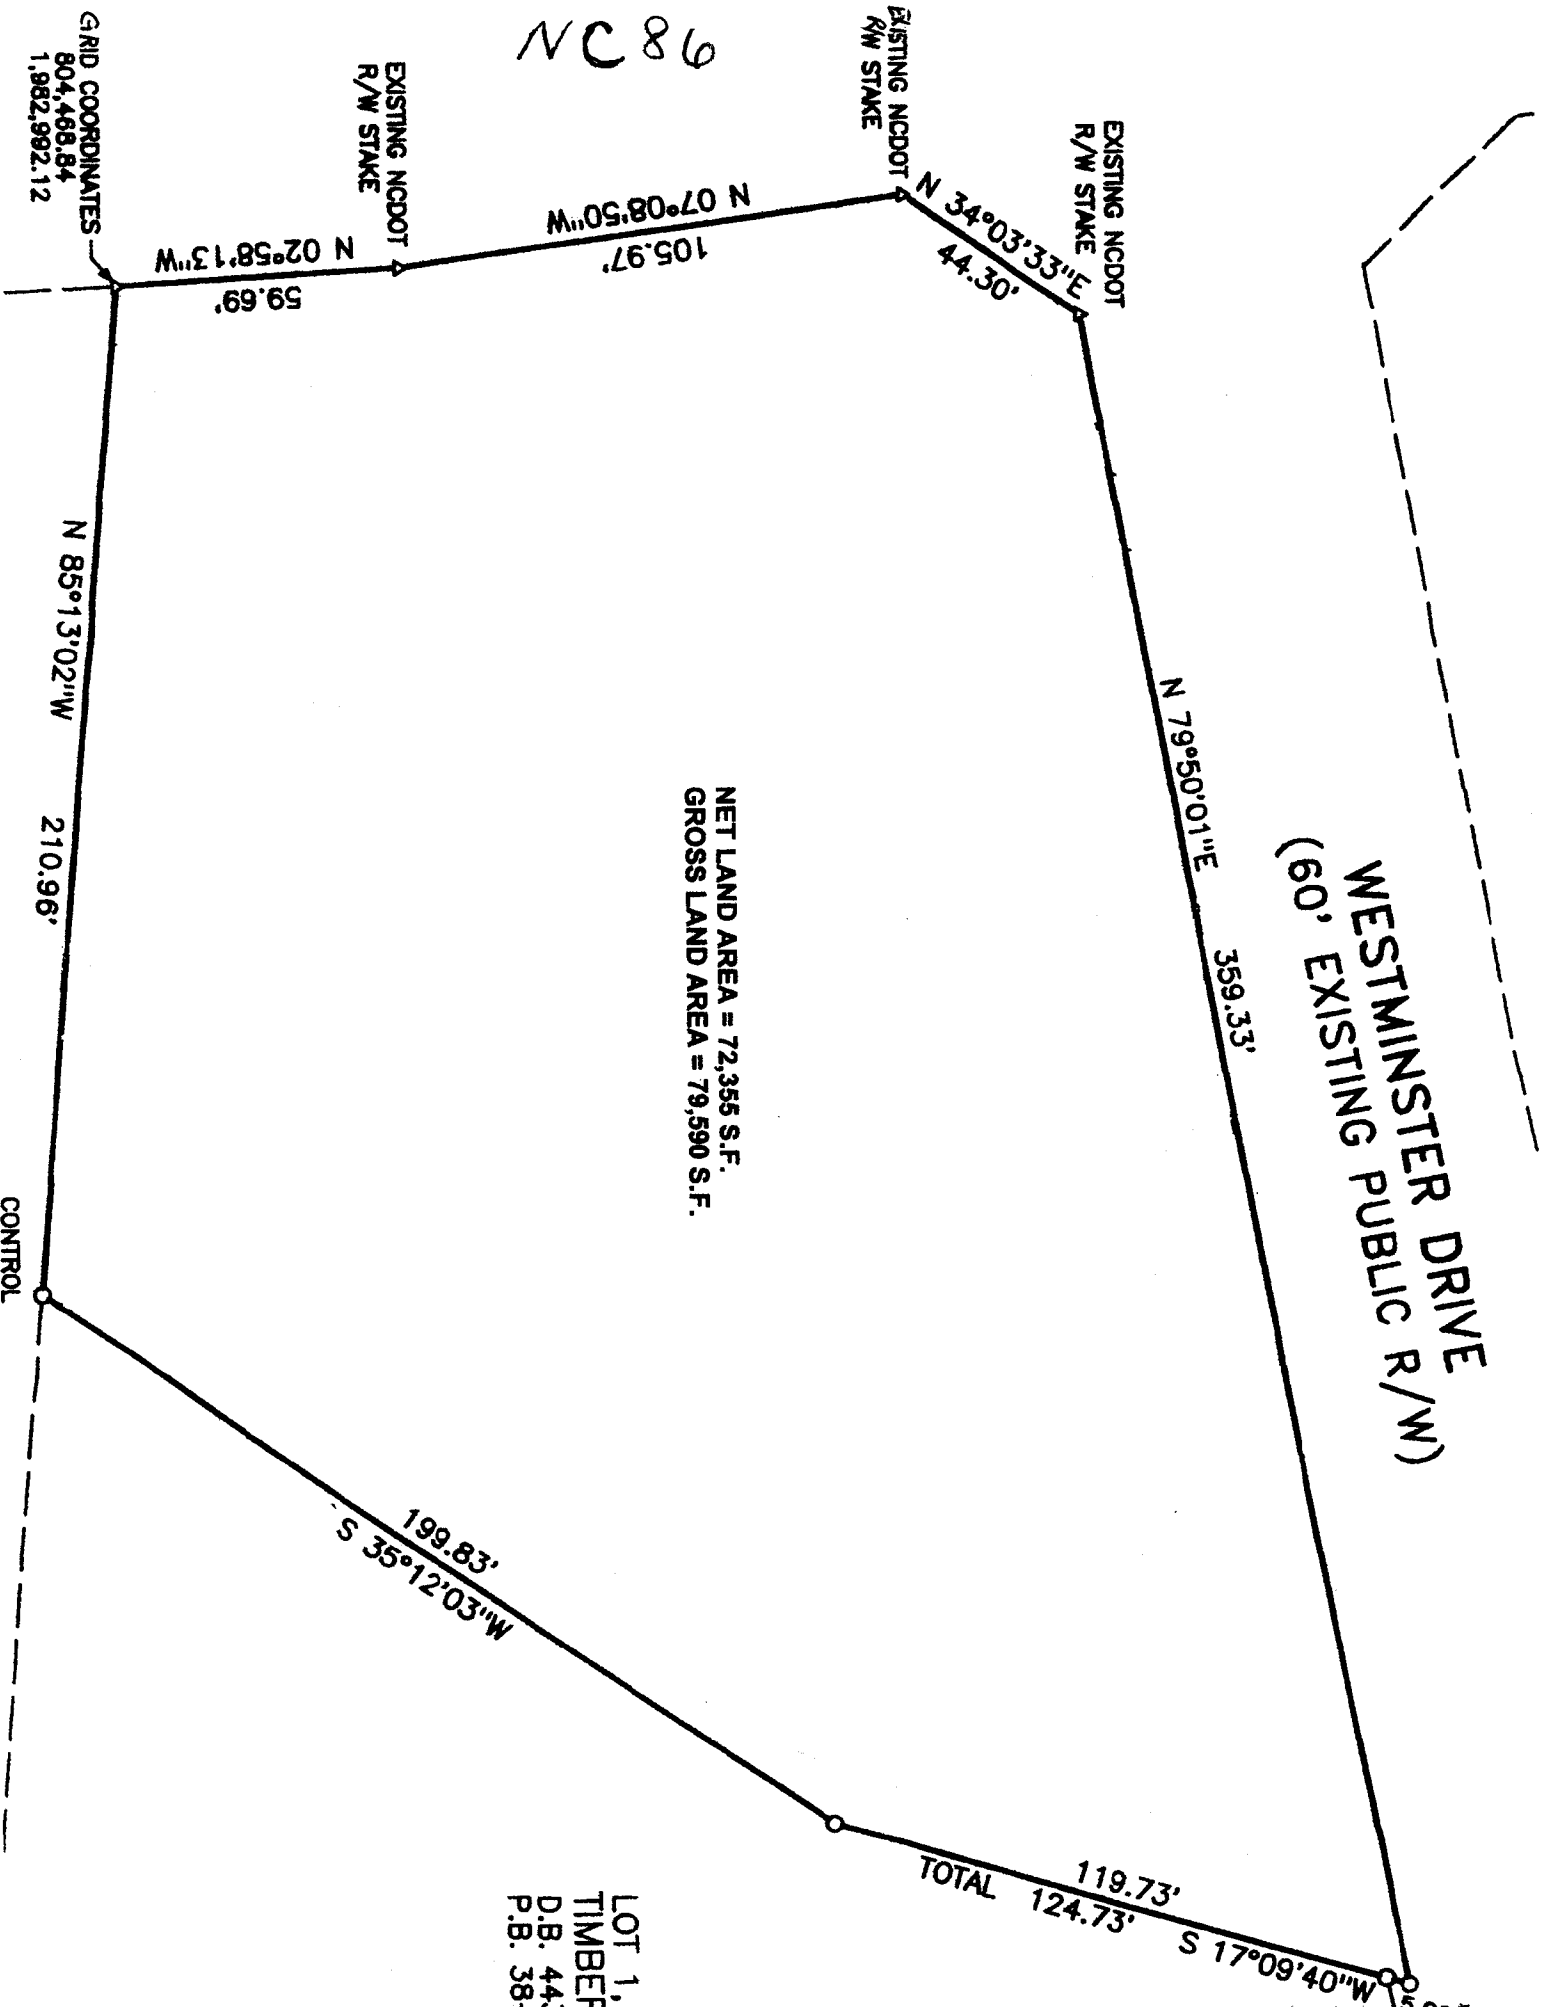 NC 86
EXISTING NCDOT
R/W STAKE
EXISTING NCDOT
R/W STAKE
EXISTING NCDOT
R/W STAKE
GRID COORDINATES
804,468.84
1,982,992.12
N 34°03'33"E
44.30'
N 07°08'50"W
105.97'
N 02°58'13"W
59.69'
WESTMINSTER DRIVE
(60' EXISTING PUBLIC R/W)
N 79°50'01"E 359.33'
NET LAND AREA = 72,355 S.F.
GROSS LAND AREA = 79,590 S.F.
N 85°13'02"W 210.96'
CONTROL
199.83'
S 35°12'03"W
119.73'
TOTAL 124.73' S 17°09'40"W
LOT 1,
D.B.
P.B. 38